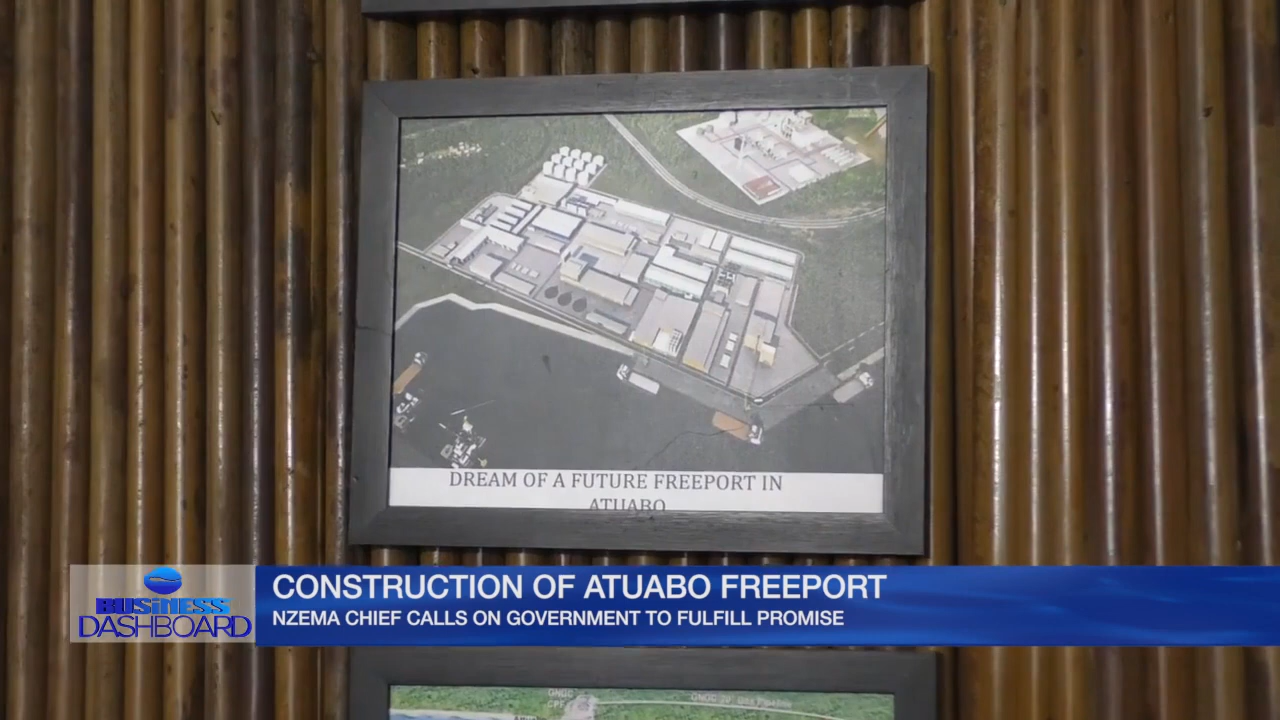 DREAM OF A FUTURE FREEPORT IN
ATUABO
BUSINESS
DASHBOARD
CONSTRUCTION OF ATUABO FREEPORT
NZEMA CHIEF CALLS ON GOVERNMENT TO FULFILL PROMISE